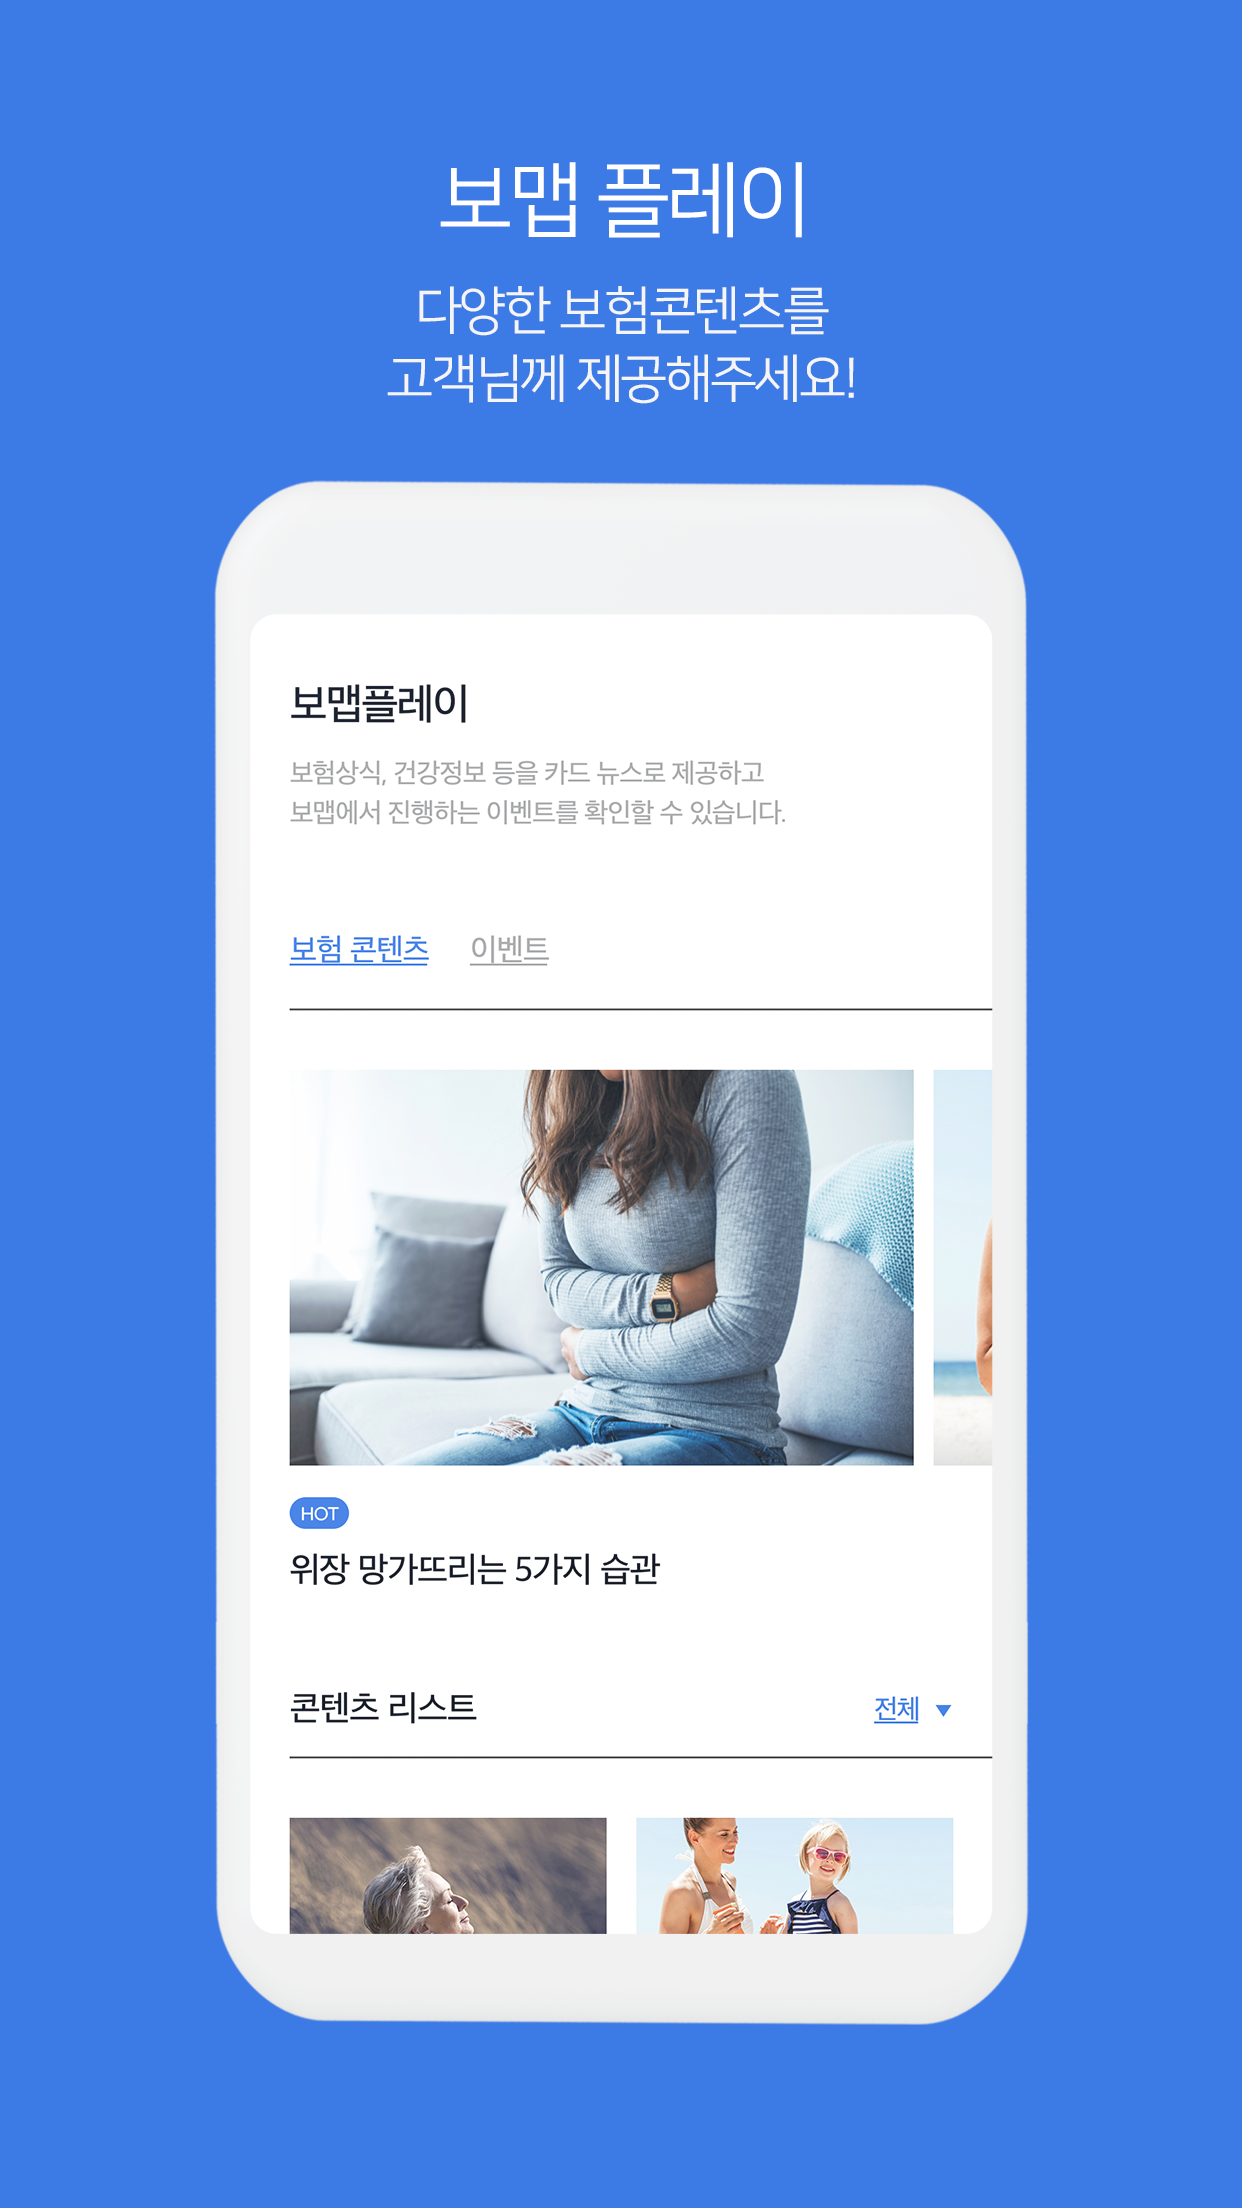 보맵 플레이
다양한 보험콘텐츠를
고객님께 제공해주세요!
보맵플레이
보험상식, 건강정보 등을 카드 뉴스로 제공하고
보맵에서 진행하는 이벤트를 확인할 수 있습니다.
보험 콘텐츠 이벤트
HOT
위장 망가뜨리는 5가지 습관
콘텐츠 리스트 전체